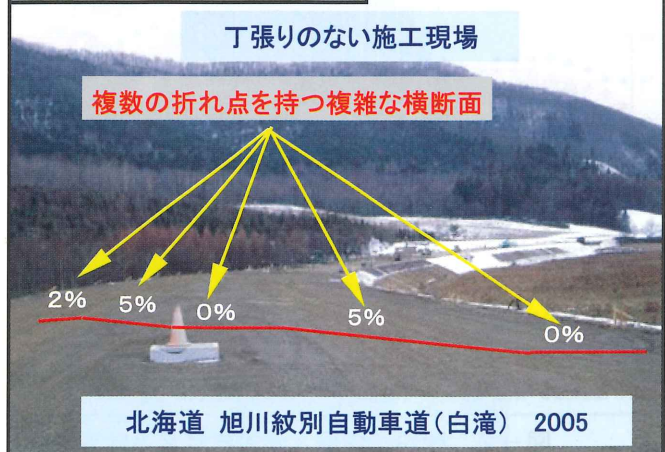 丁張りのない施工現場
複数の折れ点を持つ複雑な横断面
2% 5% 0% 5% 0%
北海道 旭川紋別自動車道(白滝) 2005